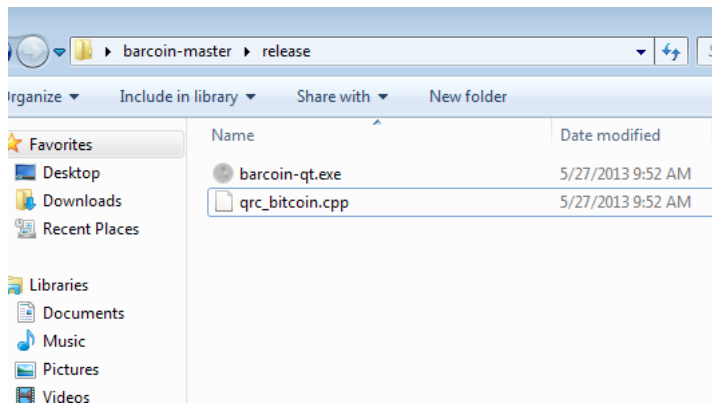 barcoin-master release
Organize Include in library Share with New folder
Favorites
Desktop
Downloads
Recent Places
Libraries
Documents
Music
Pictures
Videos
Name Date modified
barcoin-qt.exe 5/27/2013 9:52 AM
qrc_bitcoin.cpp 5/27/2013 9:52 AM